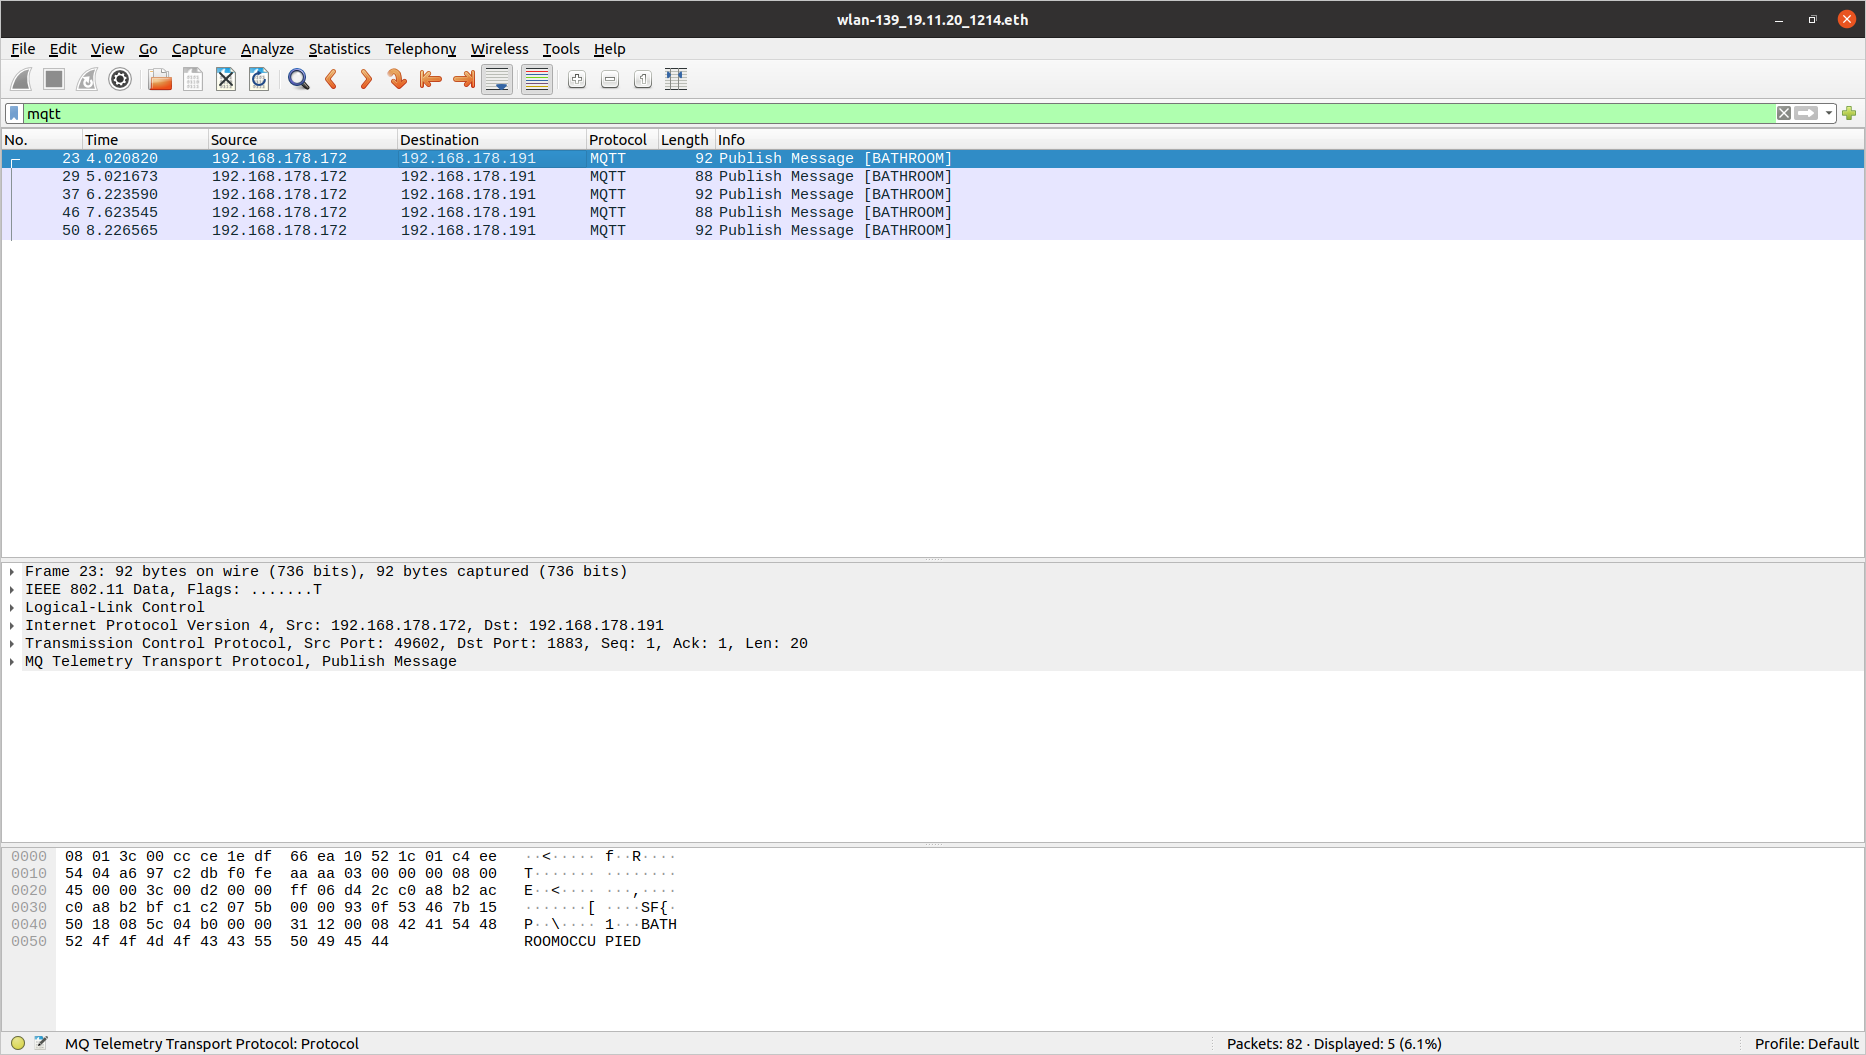 wlan-139_19.11.20_1214.eth
File Edit View Go Capture Analyze Statistics Telephony Wireless Tools Help
mqtt
No. Time Source Destination Protocol Length Info
23 4.020820 192.168.178.172 192.168.178.191 MQTT 92 Publish Message [BATHROOM]
29 5.021673 192.168.178.172 192.168.178.191 MQTT 88 Publish Message [BATHROOM]
37 6.223590 192.168.178.172 192.168.178.191 MQTT 92 Publish Message [BATHROOM]
46 7.623545 192.168.178.172 192.168.178.191 MQTT 88 Publish Message [BATHROOM]
50 8.226565 192.168.178.172 192.168.178.191 MQTT 92 Publish Message [BATHROOM]
Frame 23: 92 bytes on wire (736 bits), 92 bytes captured (736 bits)
IEEE 802.11 Data, Flags: .......T
Logical-Link Control
Internet Protocol Version 4, Src: 192.168.178.172, Dst: 192.168.178.191
Transmission Control Protocol, Src Port: 49602, Dst Port: 1883, Seq: 1, Ack: 1, Len: 20
MQ Telemetry Transport Protocol, Publish Message
0000 08 01 3c 00 cc ce 1e df 66 ea 10 52 1c 01 c4 ee ··<····· f··R····
0010 54 04 a6 97 c2 db f0 fe aa aa 03 00 00 00 08 00 T······· ········
0020 45 00 00 3c 00 d2 00 00 ff 06 d4 2c c0 a8 b2 ac E··<···· ···,····
0030 c0 a8 b2 bf c1 c2 07 5b 00 00 93 0f 53 46 7b 15 ·······[ ····SF{·
0040 50 18 08 5c 04 b0 00 00 31 12 00 08 42 41 54 48 P··\···· 1···BATH
0050 52 4f 4f 4d 4f 43 43 55 50 49 45 44 ROOMOCCU PIED
MQ Telemetry Transport Protocol: Protocol Packets: 82 · Displayed: 5 (6.1%) Profile: Default